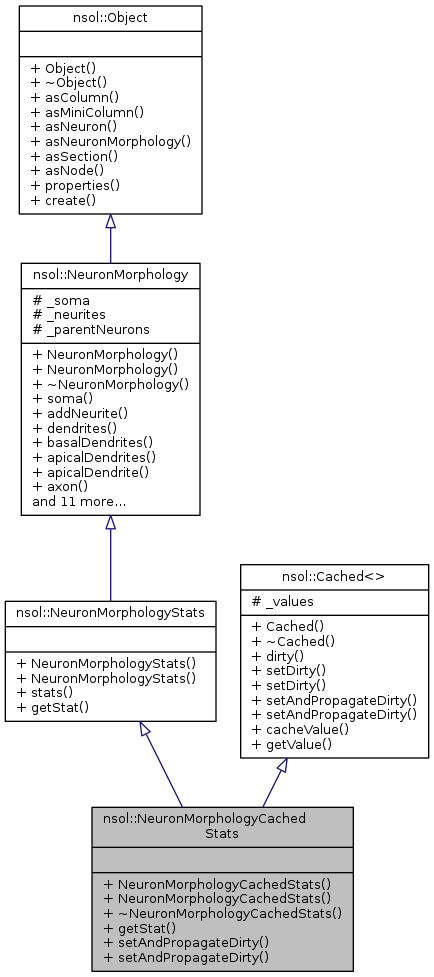 nsol::Object
+ Object()
+ ~Object()
+ asColumn()
+ asMiniColumn()
+ asNeuron()
+ asNeuronMorphology()
+ asSection()
+ asNode()
+ properties()
+ create()
nsol::NeuronMorphology
# _soma
# _neurites
# _parentNeurons
+ NeuronMorphology()
+ NeuronMorphology()
+ ~NeuronMorphology()
+ soma()
+ addNeurite()
+ dendrites()
+ basalDendrites()
+ apicalDendrites()
+ apicalDendrite()
+ axon()
and 11 more...
nsol::NeuronMorphologyStats
+ NeuronMorphologyStats()
+ NeuronMorphologyStats()
+ stats()
+ getStat()
nsol::Cached<>
# _values
+ Cached()
+ ~Cached()
+ dirty()
+ setDirty()
+ setDirty()
+ setAndPropagateDirty()
+ setAndPropagateDirty()
+ cacheValue()
+ getValue()
nsol::NeuronMorphologyCached
Stats
+ NeuronMorphologyCachedStats()
+ NeuronMorphologyCachedStats()
+ ~NeuronMorphologyCachedStats()
+ getStat()
+ setAndPropagateDirty()
+ setAndPropagateDirty()